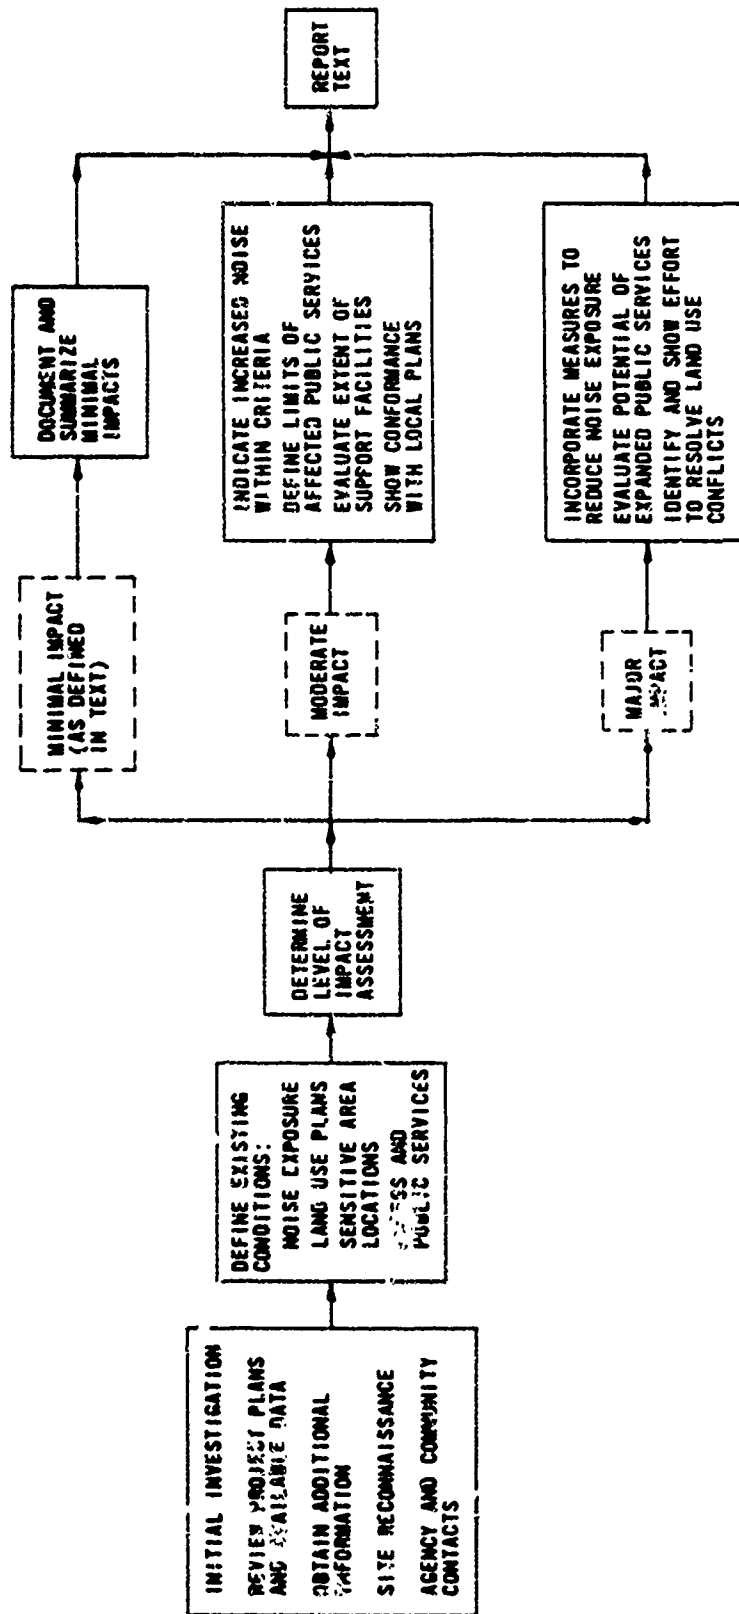 INITIAL INVESTIGATION
REVIEW PROJECT PLANS
AND AVAILABLE DATA
OBTAIN ADDITIONAL
INFORMATION
SITE RECONNAISSANCE
AGENCY AND COMMUNITY
CONTACTS
DEFINE EXISTING
CONDITIONS:
NOISE EXPOSURE
LAND USE PLANS
SENSITIVE AREA
LOCATIONS
AND
PUBLIC SERVICES
DETERMINE
LEVEL OF
IMPACT
ASSESSMENT
MINIMAL IMPACT
(AS DEFINED
IN TEXT)
DOCUMENT AND
SUMMARIZE
MINIMAL
IMPACTS
MODERATE
IMPACT
INDICATE INCREASED NOISE
WITHIN CRITERIA
DEFINE LIMITS OF
AFFECTED PUBLIC SERVICES
EVALUATE EXTENT OF
SUPPORT FACILITIES
SHOW CONFORMANCE
WITH LOCAL PLANS
MAJOR
IMPACT
INCORPORATE MEASURES TO
REDUCE NOISE EXPOSURE
EVALUATE POTENTIAL OF
EXPANDED PUBLIC SERVICES
IDENTIFY AND SHOW EFFORT
TO RESOLVE LAND USE
CONFLICTS
REPORT
TEXT